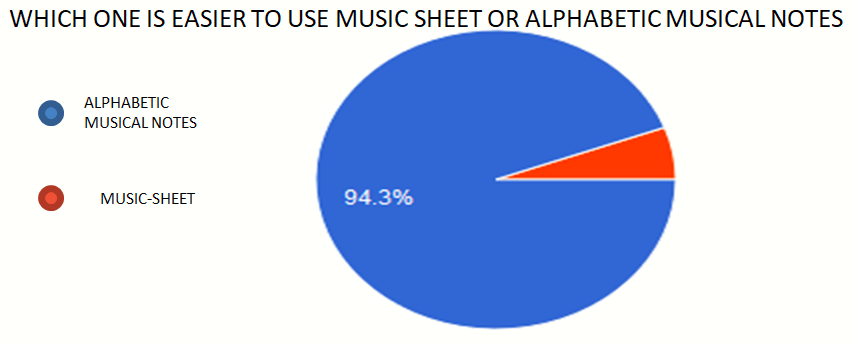 WHICH ONE IS EASIER TO USE MUSIC SHEET OR ALPHABETIC MUSICAL NOTES
ALPHABETIC
MUSICAL NOTES
MUSIC-SHEET
94.3%